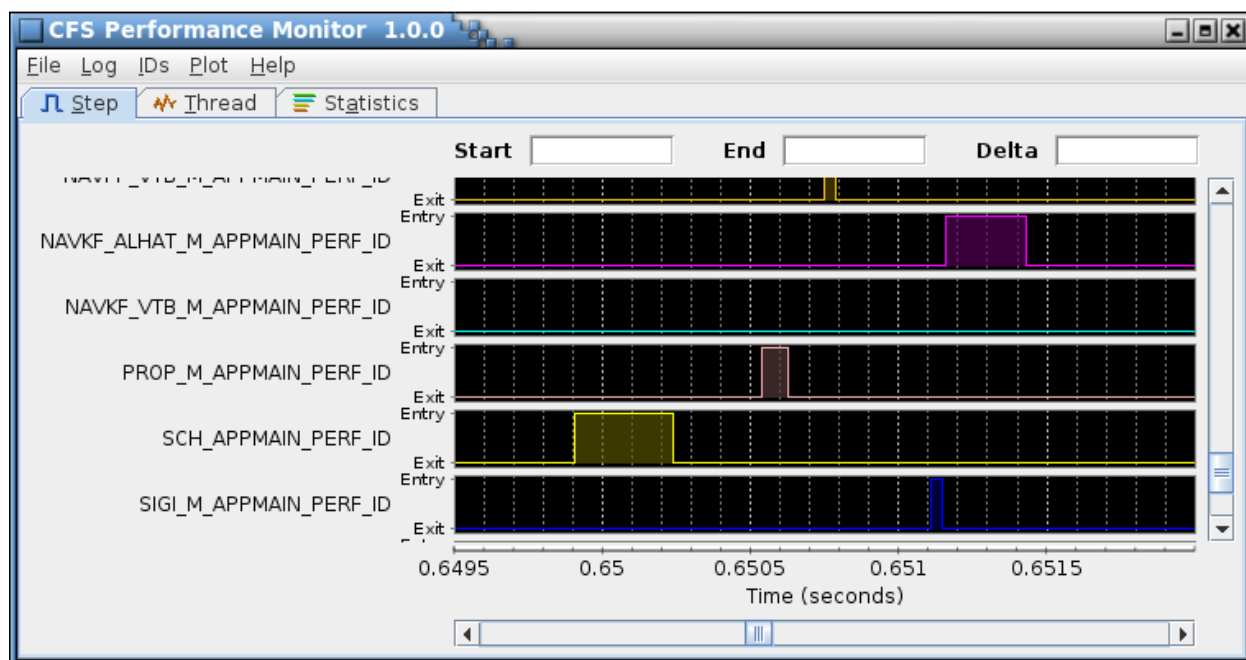 CFS Performance Monitor 1.0.0
File Log IDs Plot Help
Step Thread Statistics
Start End Delta
Exit
Entry
NAVKF_ALHAT_M_APPMAIN_PERF_ID
Exit
Entry
NAVKF_VTB_M_APPMAIN_PERF_ID
Exit
Entry
PROP_M_APPMAIN_PERF_ID
Exit
Entry
SCH_APPMAIN_PERF_ID
Exit
Entry
SIGI_M_APPMAIN_PERF_ID
Exit
0.6495 0.65 0.6505 0.651 0.6515
Time (seconds)